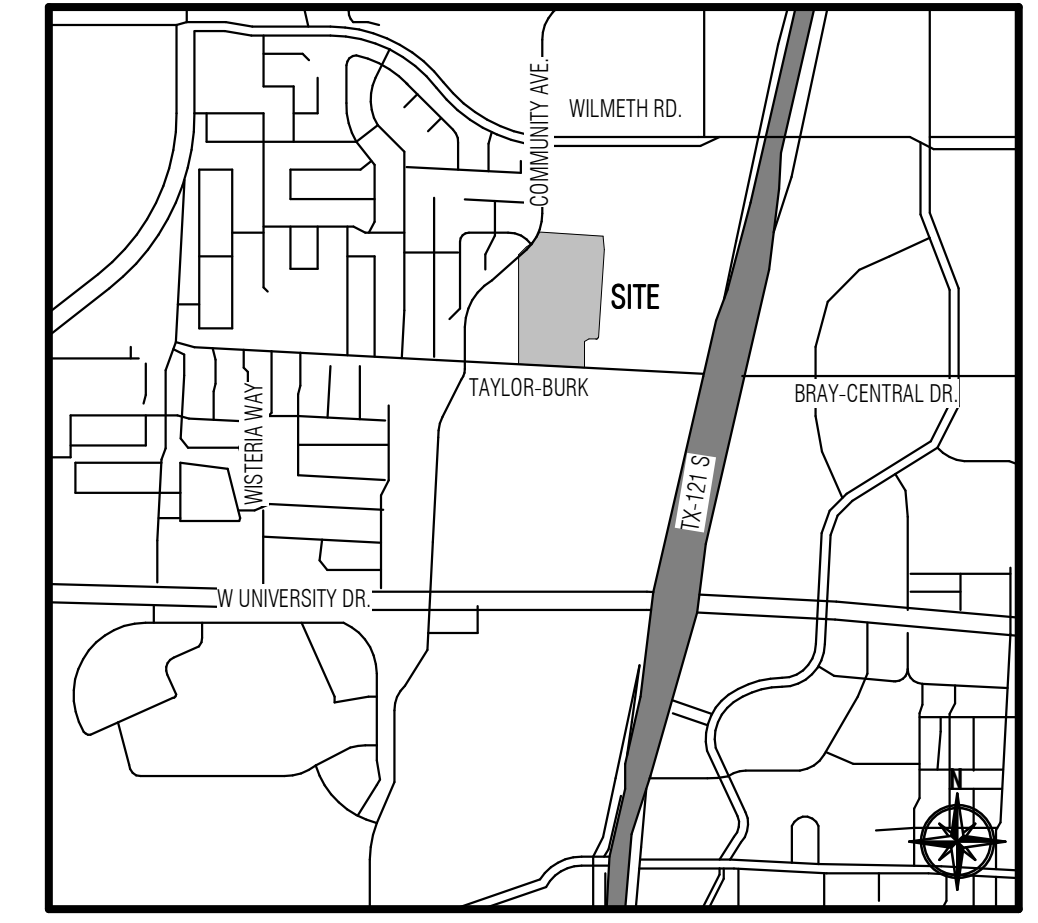 COMMUNITY AVE.
WILMETH RD.
SITE
TAYLOR-BURK
BRAY-CENTRAL DR.
WISTERIA WAY
TX-121 S
W UNIVERSITY DR.
N